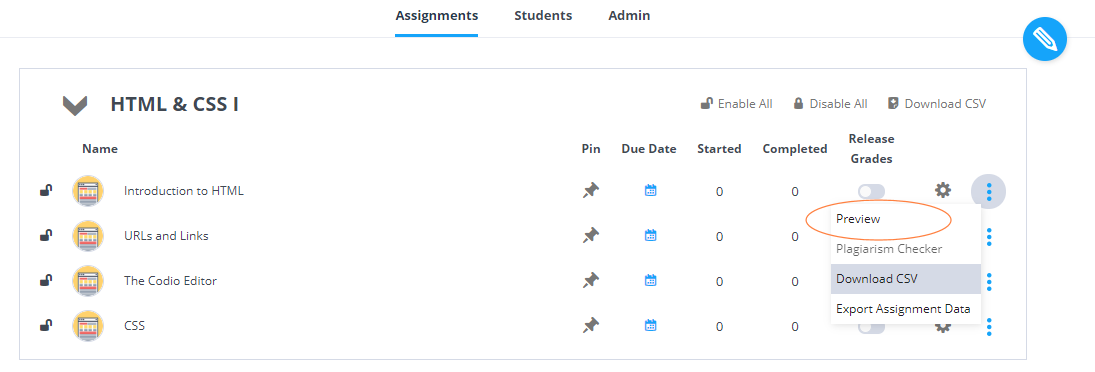 Assignments Students Admin
HTML & CSS I
Enable All Disable All Download CSV
Name Pin Due Date Started Completed Release Grades
Introduction to HTML 0 0
Preview
URLs and Links 0 0
Plagiarism Checker
The Codio Editor 0 0
Download CSV
Export Assignment Data
CSS 0 0